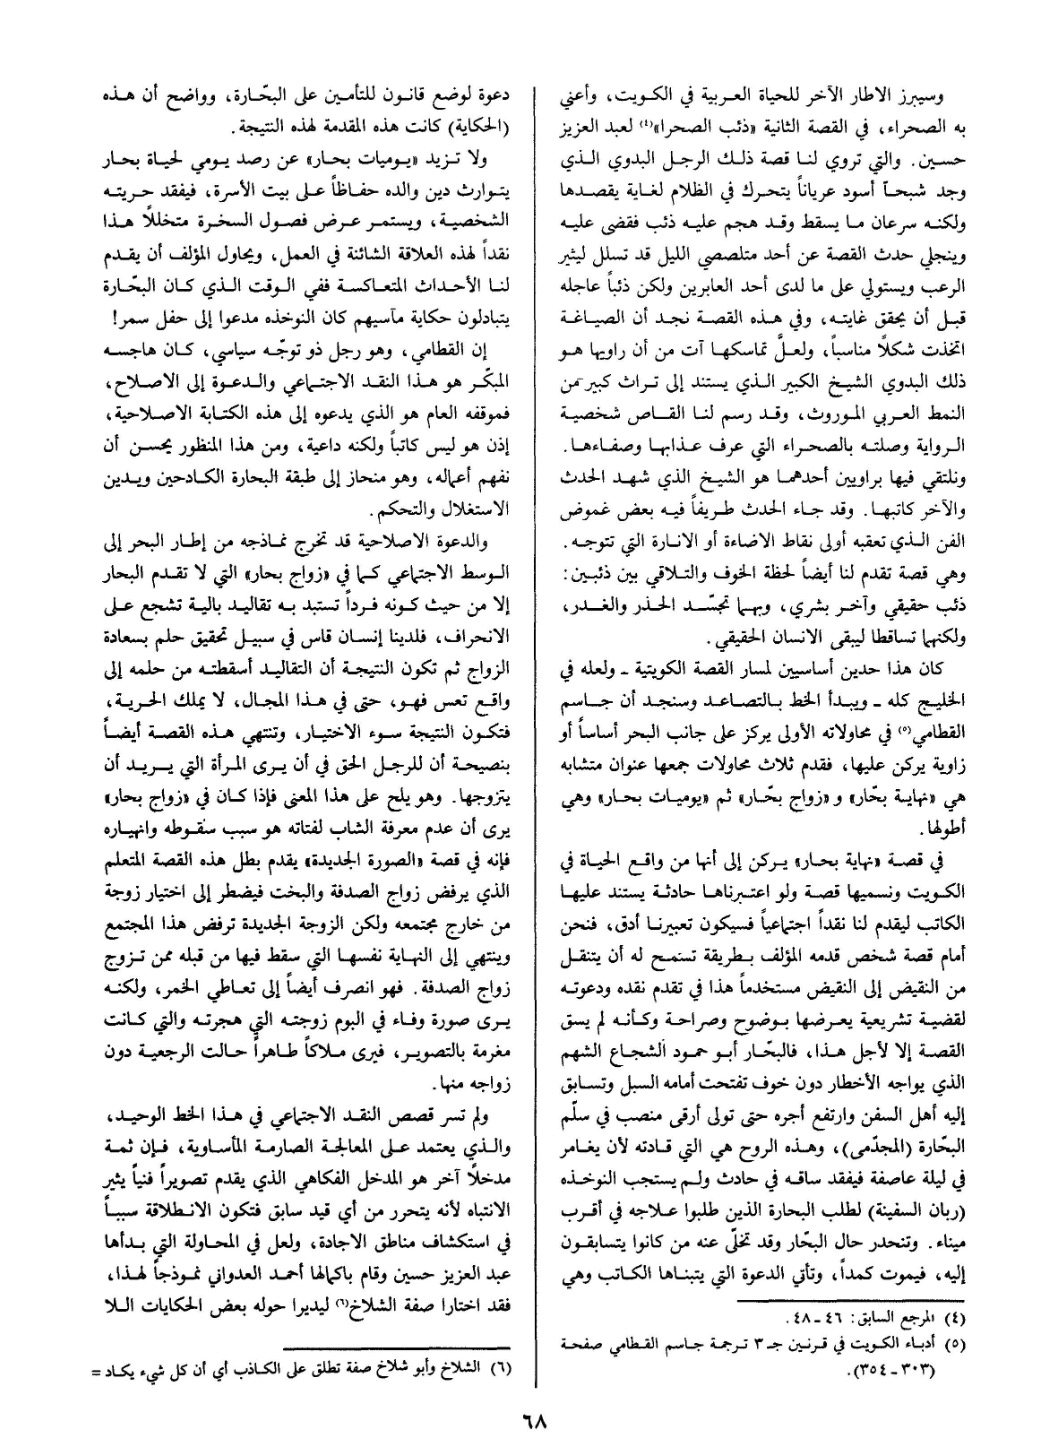 وسيبرز الاطار الآخر للحياة العربية في الكويت، وأعني
به الصحراء، في القصة الثانية «ذئب الصحرا»(٤) لعبد العزيز
حسين. والتي تروي لنا قصة ذلك الرجل البدوي الذي
وجد شبحاً أسود عرياناً يتحرك في الظلام لغاية يقصدها
ولكنه سرعان ما يسقط وقد هجم عليه ذئب فقضى عليه
وينجلي حدث القصة عن أحد متلصصي الليل قد تسلل ليثير
الرعب ويستولي على ما لدى أحد العابرين ولكن ذئباً عاجله
قبل أن يحقق غايته، وفي هذه القصة نجد أن الصياغة
اتخذت شكلاً مناسباً، ولعلَّ تماسكها آت من أن راويها هو
ذلك البدوي الشيخ الكبير الذي يستند إلى تراث كبير من
النمط العربي الموروث، وقد رسم لنا القاص شخصية
الرواية وصلته بالصحراء التي عرف عذابها وصفاءها.
ونلتقي فيها براويين أحدهما هو الشيخ الذي شهد الحدث
والآخر كاتبها. وقد جاء الحدث طريفاً فيه بعض غموض
الفن الذي تعقبه أولى نقاط الاضاءة أو الانارة التي تتوجه.
وهي قصة تقدم لنا أيضاً لحظة الخوف والتلاقي بين ذئبين:
ذئب حقيقي وآخر بشري، وبهما تجسّد الحذر والغدر،
ولكنهما تساقطا ليبقى الانسان الحقيقي.
كان هذا حدين أساسيين لمسار القصة الكويتية ـ ولعله في
الخليج كله ـ ويبدأ الخط بالتصاعد وسنجد أن جاسم
القطامي(٥) في محاولاته الأولى يركز على جانب البحر أساساً أو
زاوية يركن عليها، فقدم ثلاث محاولات جمعها عنوان متشابه
هي «نهاية بحّار» و «زواج بحّار» ثم «يوميات بحار» وهي
أطولها.
في قصة «نهاية بحار» يركن إلى أنها من واقع الحياة في
الكويت ونسميها قصة ولو اعتبرناها حادثة يستند عليها
الكاتب ليقدم لنا نقداً اجتماعياً فسيكون تعبيرنا أدق، فنحن
أمام قصة شخص قدمه المؤلف بطريقة تسمح له أن يتنقل
من النقيض إلى النقيض مستخدماً هذا في تقدم نقده ودعوته
لقضية تشريعية يعرضها بوضوح وصراحة وكأنه لم يسق
القصة إلا لأجل هذا، فالبحّار أبو حمود الشجاع الشهم
الذي يواجه الأخطار دون خوف تفتحت أمامه السبل وتسابق
إليه أهل السفن وارتفع أجره حتى تولى أرقى منصب في سلّم
البحّارة (المجدّمي)، وهذه الروح هي التي قادته لأن يغامر
في ليلة عاصفة فيفقد ساقه في حادث ولم يستجب النوخذه
(ربان السفينة) لطلب البحارة الذين طلبوا علاجه في أقرب
ميناء. وتنحدر حال البحّار وقد تخلّى عنه من كانوا يتسابقون
إليه، فيموت كمداً، وتأتي الدعوة التي يتبناها الكاتب وهي
(٤) المرجع السابق: ٤٦ ـ ٤٨.
(٥) أدباء الكويت في قرنين جـ ٣ ترجمة جاسم القطامي صفحة
(٣٠٣ ـ ٣٥٤).
دعوة لوضع قانون للتأمين على البحّارة، وواضح أن هذه
(الحكاية) كانت هذه المقدمة لهذه النتيجة.
ولا تزيد «يوميات بحار» عن رصد يومي لحياة بحار
يتوارث دين والده حفاظاً على بيت الأسرة، فيفقد حريته
الشخصية، ويستمر عرض فصول السخرة متخللاً هذا
نقداً لهذه العلاقة الشائنة في العمل، ويحاول المؤلف أن يقدم
لنا الأحداث المتعاكسة ففي الوقت الذي كان البحّارة
يتبادلون حكاية مآسيهم كان النوخذه مدعوا إلى حفل سمر!
إن القطامي، وهو رجل ذو توجّه سياسي، كان هاجسه
المبكّر هو هذا النقد الاجتماعي والدعوة إلى الاصلاح،
فموقفه العام هو الذي يدعوه إلى هذه الكتابة الاصلاحية،
إذن هو ليس كاتباً ولكنه داعية، ومن هذا المنظور يحسن أن
نفهم أعماله، وهو منحاز إلى طبقة البحارة الكادحين ويدين
الاستغلال والتحكم.
والدعوة الاصلاحية قد تخرج نماذجه من إطار البحر إلى
الوسط الاجتماعي كما في «زواج بحار» التي لا تقدم البحار
إلا من حيث كونه فرداً تستبد به تقاليد بالية تشجع على
الانحراف، فلدينا إنسان قاس في سبيل تحقيق حلم بسعادة
الزواج ثم تكون النتيجة أن التقاليد أسقطته من حلمه إلى
واقع تعس فهو، حتى في هذا المجال، لا يملك الحرية،
فتكون النتيجة سوء الاختيار، وتنتهي هذه القصة أيضاً
بنصيحة أن للرجل الحق في أن يرى المرأة التي يريد أن
يتزوجها. وهو يلح على هذا المعنى فإذا كان في «زواج بحار»
يرى أن عدم معرفة الشاب لفتاته هو سبب سقوطه وانهياره
فإنه في قصة «الصورة الجديدة» يقدم بطل هذه القصة المتعلم
الذي يرفض زواج الصدفة والبخت فيضطر إلى اختيار زوجة
من خارج مجتمعه ولكن الزوجة الجديدة ترفض هذا المجتمع
وينتهي إلى النهاية نفسها التي سقط فيها من قبله ممن تزوج
زواج الصدفة. فهو انصرف أيضاً إلى تعاطي الخمر، ولكنه
يرى صورة وفاء في البوم زوجته التي هجرته والتي كانت
مغرمة بالتصوير، فيرى ملاكاً طاهراً حالت الرجعية دون
زواجه منها.
ولم تسر قصص النقد الاجتماعي في هذا الخط الوحيد،
والذي يعتمد على المعالجة الصارمة المأساوية، فإن ثمة
مدخلاً آخر هو المدخل الفكاهي الذي يقدم تصويراً فنياً يثير
الانتباه لأنه يتحرر من أي قيد سابق فتكون الانطلاقة سبباً
في استكشاف مناطق الاجادة، ولعل في المحاولة التي بدأها
عبد العزيز حسين وقام باكمالها أحمد العدواني نموذجاً لهذا،
فقد اختارا صفة الشلاخ(٦) ليديرا حوله بعض الحكايات اللا
(٦) الشلاخ وأبو شلاخ صفة تطلق على الكاذب أي أن كل شيء يكاد =
٦٨